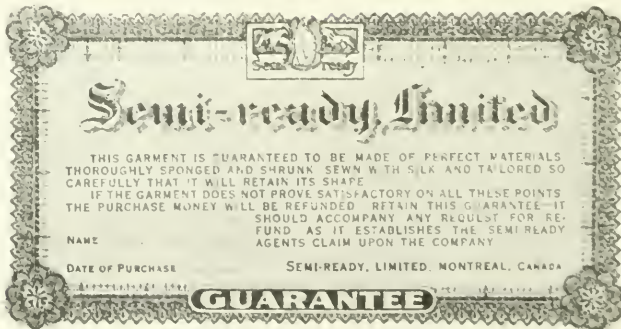 Semi ready
Semi-ready, Limited
THIS GARMENT IS GUARANTEED TO BE MADE OF PERFECT MATERIALS
THOROUGHLY SPONGED AND SHRUNK SEWN WITH SILK AND TAILORED SO
CAREFULLY THAT IT WILL RETAIN ITS SHAPE
IF THE GARMENT DOES NOT PROVE SATISFACTORY ON ALL THESE POINTS
THE PURCHASE MONEY WILL BE REFUNDED RETAIN THIS GUARANTEE IT
SHOULD ACCOMPANY ANY REQUEST FOR RE-
FUND AS IT ESTABLISHES THE SEMI READY
AGENTS CLAIM UPON THE COMPANY
NAME
DATE OF PURCHASE
SEMI-READY, LIMITED, MONTREAL, CANADA
GUARANTEE